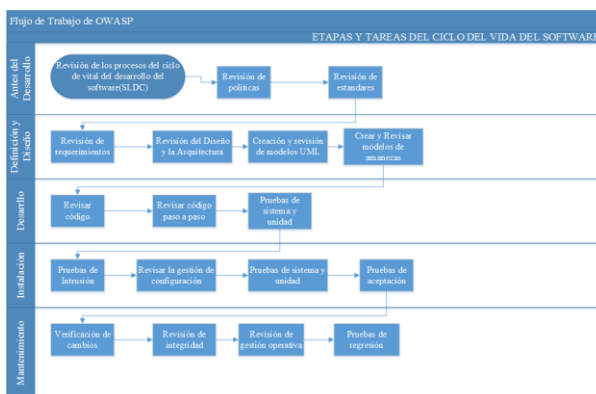 Flujo de Trabajo de OWASP
ETAPAS Y TAREAS DEL CICLO DEL VIDA DEL SOFTWARE
Antes del
Desarrollo
Revisión de los procesos del ciclo
de vital del desarrollo del
software(SLDC)
Revisión de
políticas
Revisión de
estandares
Definición y
Diseño
Revisión de
requerimientos
Revisión del Diseño
y la Arquitectura
Creación y revisión
de modelos UML
Crear y Revisar
modelos de
amanezas
Desarrllo
Revisar
código
Revisar código
paso a paso
Pruebas de
sistema y
unidad
Instalación
Pruebas de
Intrusión
Revisar la gestión de
configuración
Pruebas de sistema y
unidad
Pruebas de
aceptación
Mantenimiento
Verificación de
cambios
Revisión de
integridad
Revisión de
gestión operativa
Pruebas de
regresión